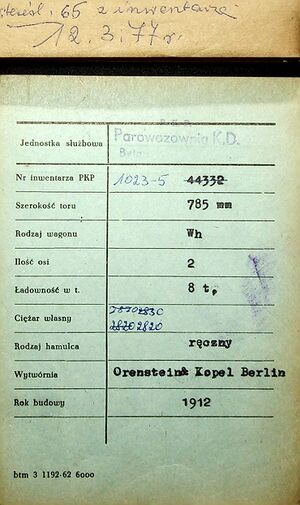 65 z inwentarza
12.3.77 r.
P.K.P.
Jednostka służbowa Parowozownia K.D.
Nr inwentarza PKP 1023-5 44332
Szerokość toru 785 mm
Rodzaj wagonu Wh
Ilość osi 2
Ładowność w t. 8 t,
Ciężar własny
2820 2820
Rodzaj hamulca ręczny
Wytwórnia Orenstein& Kopel Berlin
Rok budowy 1912
btm 3 1192-62 6000